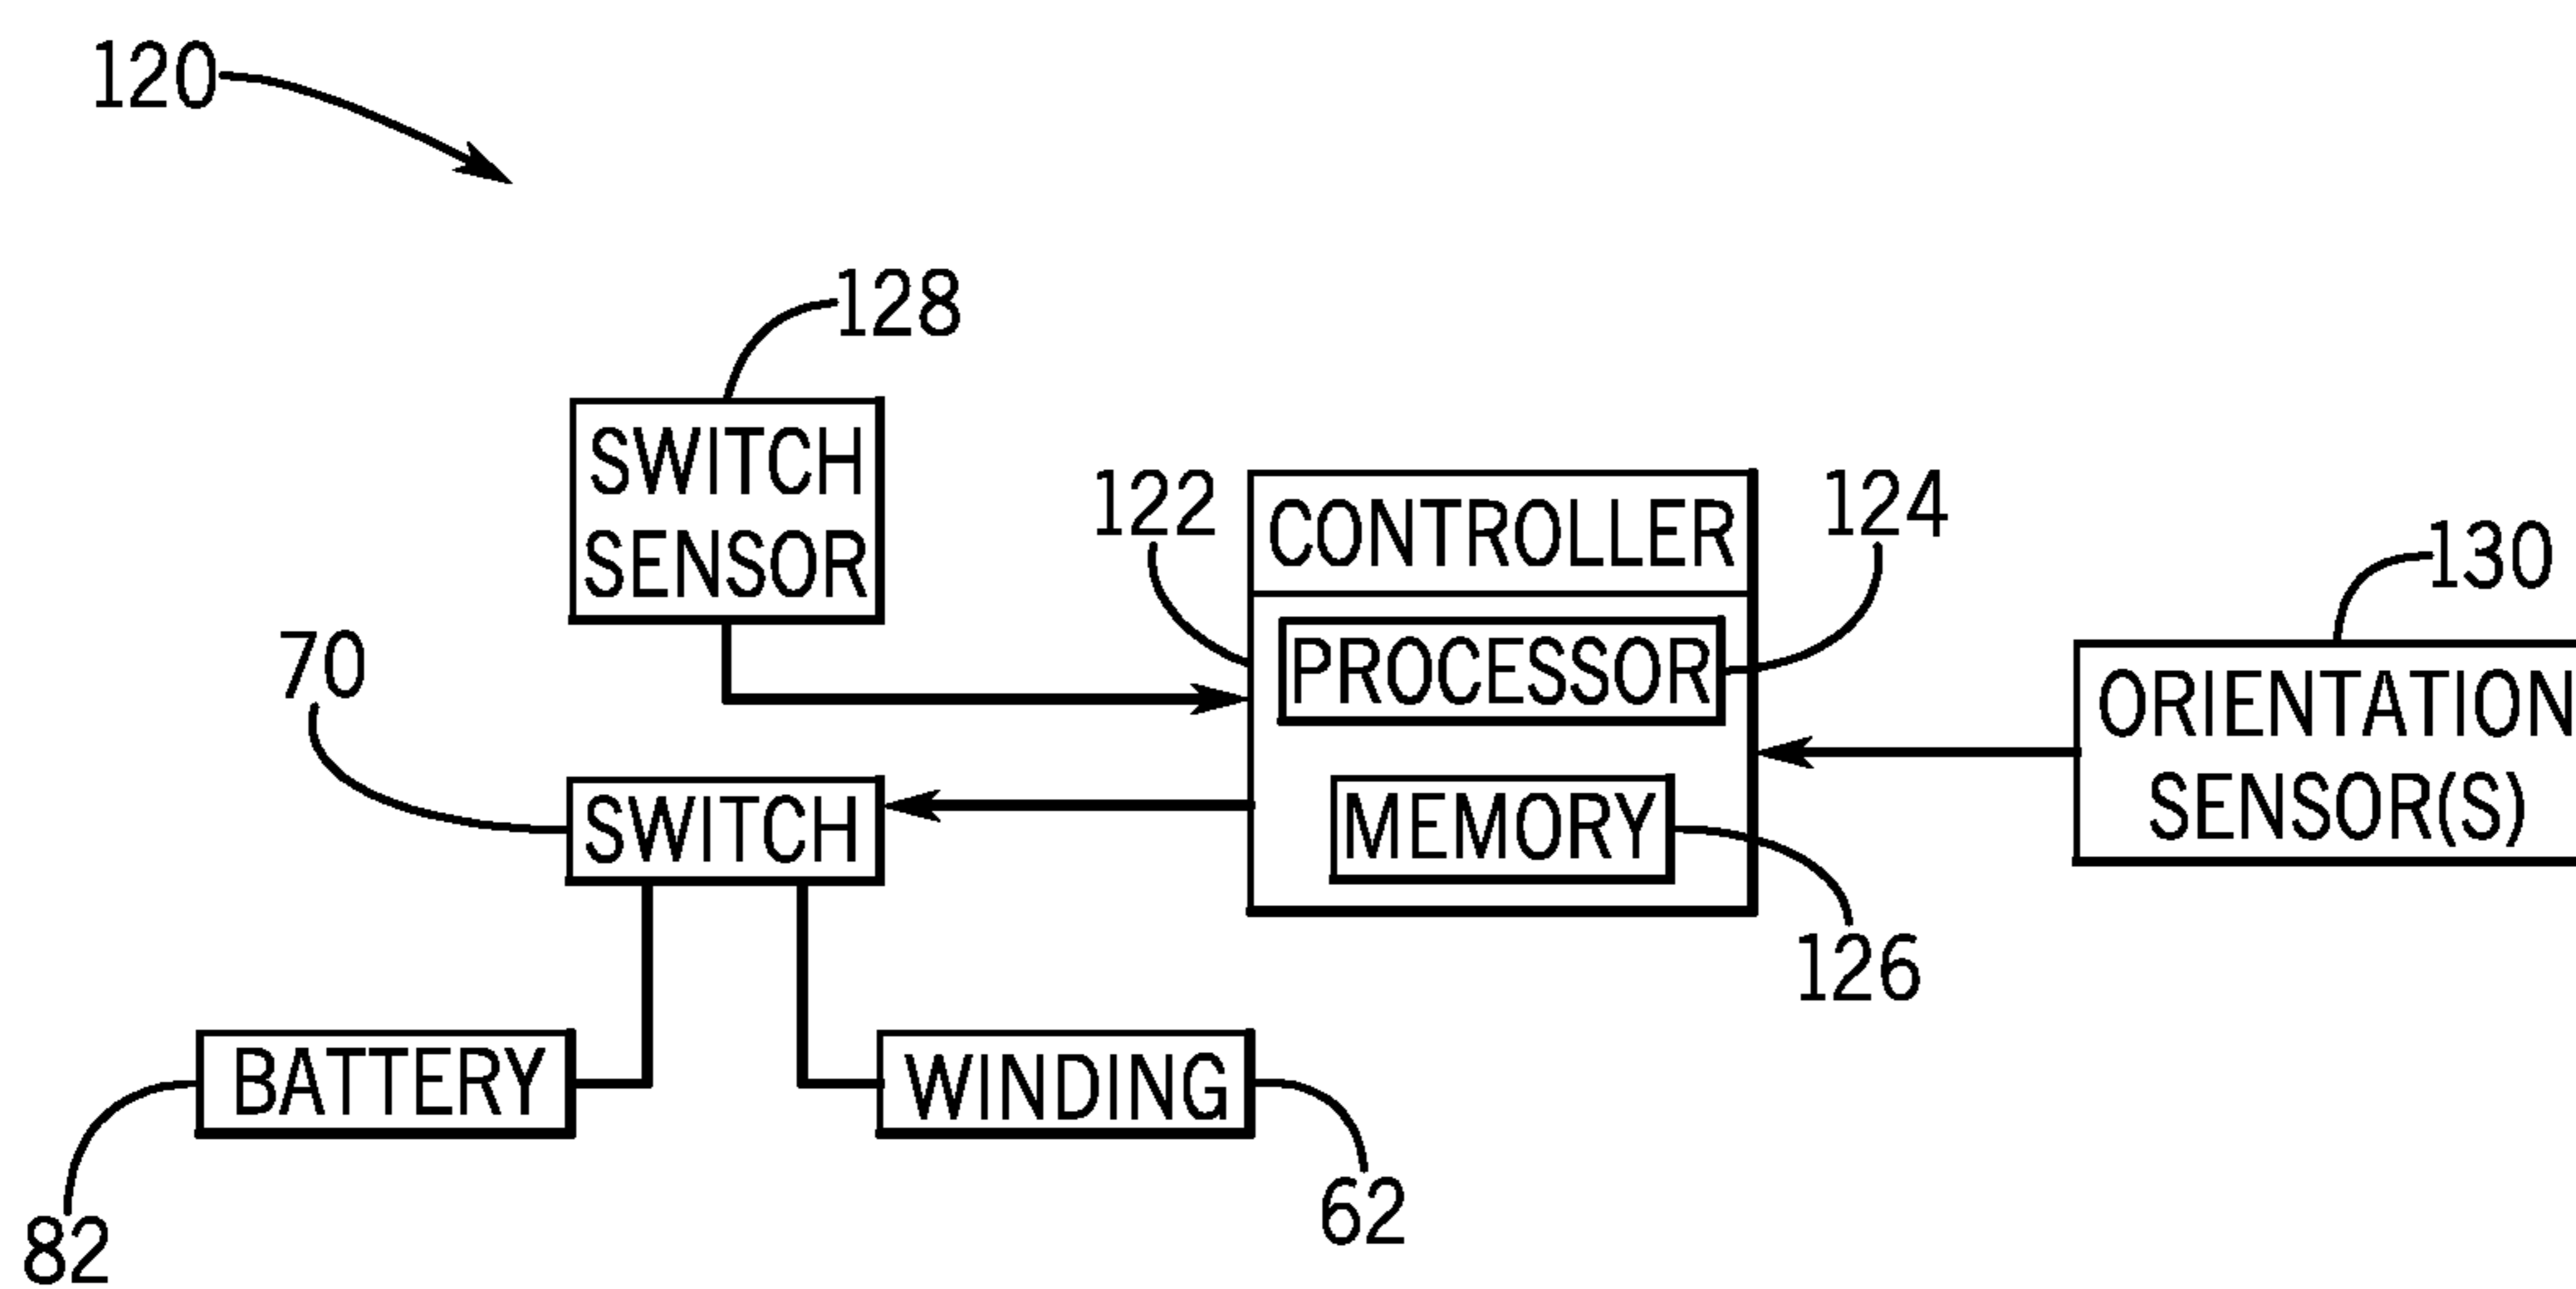 120
128
SWITCH
SENSOR
122
CONTROLLER
124
130
PROCESSOR
70
ORIENTATION
SENSOR(S)
SWITCH
MEMORY
126
BATTERY
WINDING
62
82